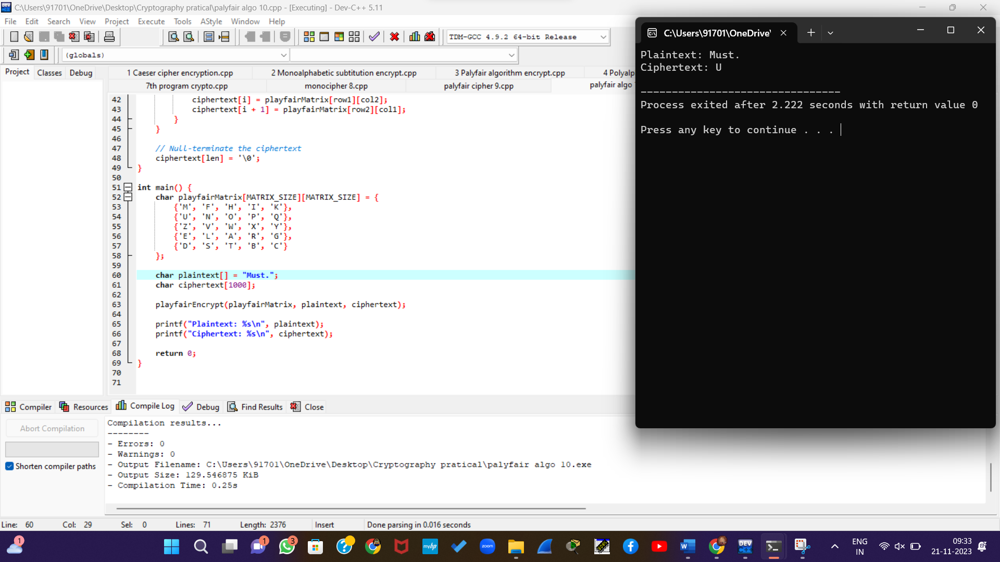 C:\Users\91701\OneDrive\Desktop\Cryptography pratical\palyfair algo 10.cpp - [Executing] - Dev-C++ 5.11
File Edit Search View Project Execute Tools AStyle Window Help
TDM-GCC 4.9.2 64-bit Release
(globals)
Project Classes Debug
1 Caeser cipher encryption.cpp 2 Monoalphabetic subtitution encrypt.cpp 3 Palyfair algorithm encrypt.cpp 4 Polyalp
7th program crypto.cpp monocipher 8.cpp palyfair cipher 9.cpp palyfair algo
42 ciphertext[i] = playfairMatrix[row1][col2];
43 ciphertext[i + 1] = playfairMatrix[row2][col1];
44 }
45 }
46
47 // Null-terminate the ciphertext
48 ciphertext[len] = '\0';
49 }
50
51 int main() {
52 char playfairMatrix[MATRIX_SIZE][MATRIX_SIZE] = {
53 {'M', 'F', 'H', 'I', 'K'},
54 {'U', 'N', 'O', 'P', 'Q'},
55 {'Z', 'V', 'W', 'X', 'Y'},
56 {'E', 'L', 'A', 'R', 'G'},
57 {'D', 'S', 'T', 'B', 'C'}
58 };
59
60 char plaintext[] = "Must.";
61 char ciphertext[1000];
62
63 playfairEncrypt(playfairMatrix, plaintext, ciphertext);
64
65 printf("Plaintext: %s\n", plaintext);
66 printf("Ciphertext: %s\n", ciphertext);
67
68 return 0;
69 }
70
71
C:\Users\91701\OneDrive\
Plaintext: Must.
Ciphertext: U
--------------------------------
Process exited after 2.222 seconds with return value 0
Press any key to continue . . .
Compiler Resources Compile Log Debug Find Results Close
Abort Compilation
Shorten compiler paths
Compilation results...
--------
- Errors: 0
- Warnings: 0
- Output Filename: C:\Users\91701\OneDrive\Desktop\Cryptography pratical\palyfair algo 10.exe
- Output Size: 129.546875 KiB
- Compilation Time: 0.25s
Line: 60 Col: 29 Sel: 0 Lines: 71 Length: 2376 Insert Done parsing in 0.016 seconds
1
1
3
myhp
zoom
W
DEV
C++
ENG
IN
09:33
21-11-2023